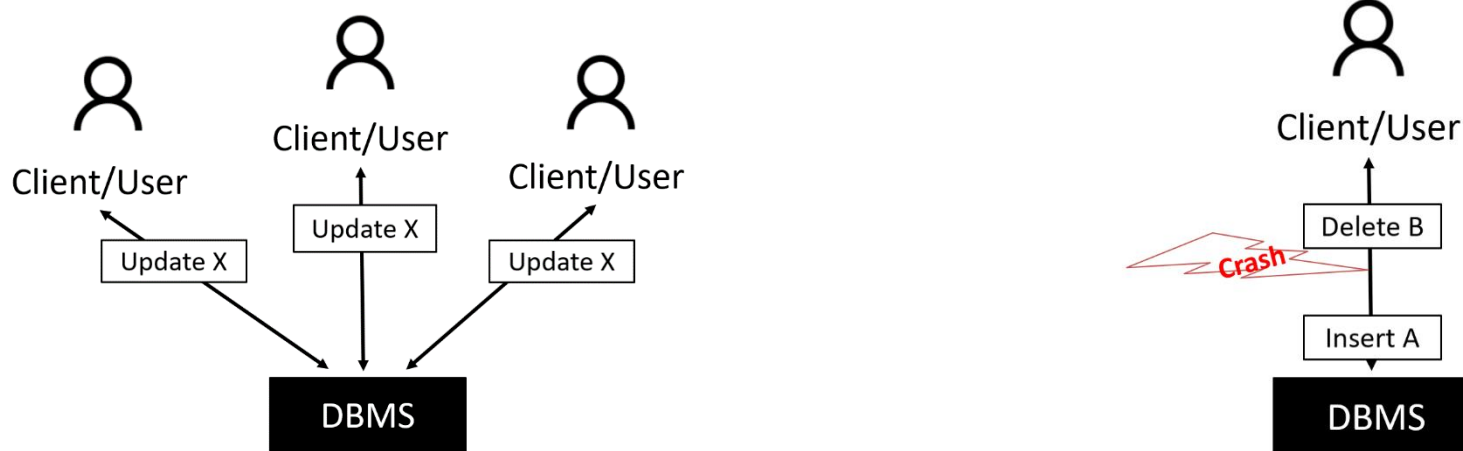 Client/User
Client/User
Client/User
Update X
Update X
Update X
DBMS
Client/User
Delete B
Crash
Insert A
DBMS